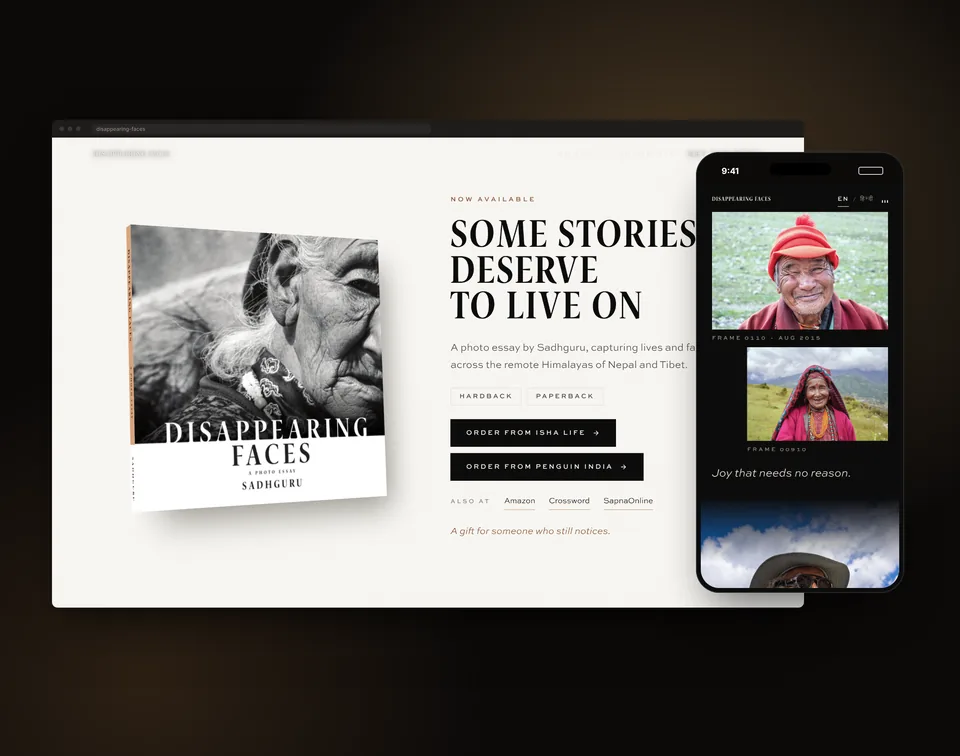 disappearing-faces
DISAPPEARING FACES
NOW AVAILABLE
SOME STORIES
DESERVE
TO LIVE ON
A photo essay by Sadhguru, capturing lives and fa
across the remote Himalayas of Nepal and Tibet.
HARDBACK
PAPERBACK
ORDER FROM ISHA LIFE →
ORDER FROM PENGUIN INDIA →
ALSO AT Amazon Crossword SapnaOnline
A gift for someone who still notices.
DISAPPEARING
FACES
A PHOTO ESSAY
SADHGURU
9:41
DISAPPEARING FACES
EN / हिन्दी
FRAME 0110 - AUG 2015
FRAME 00910
Joy that needs no reason.